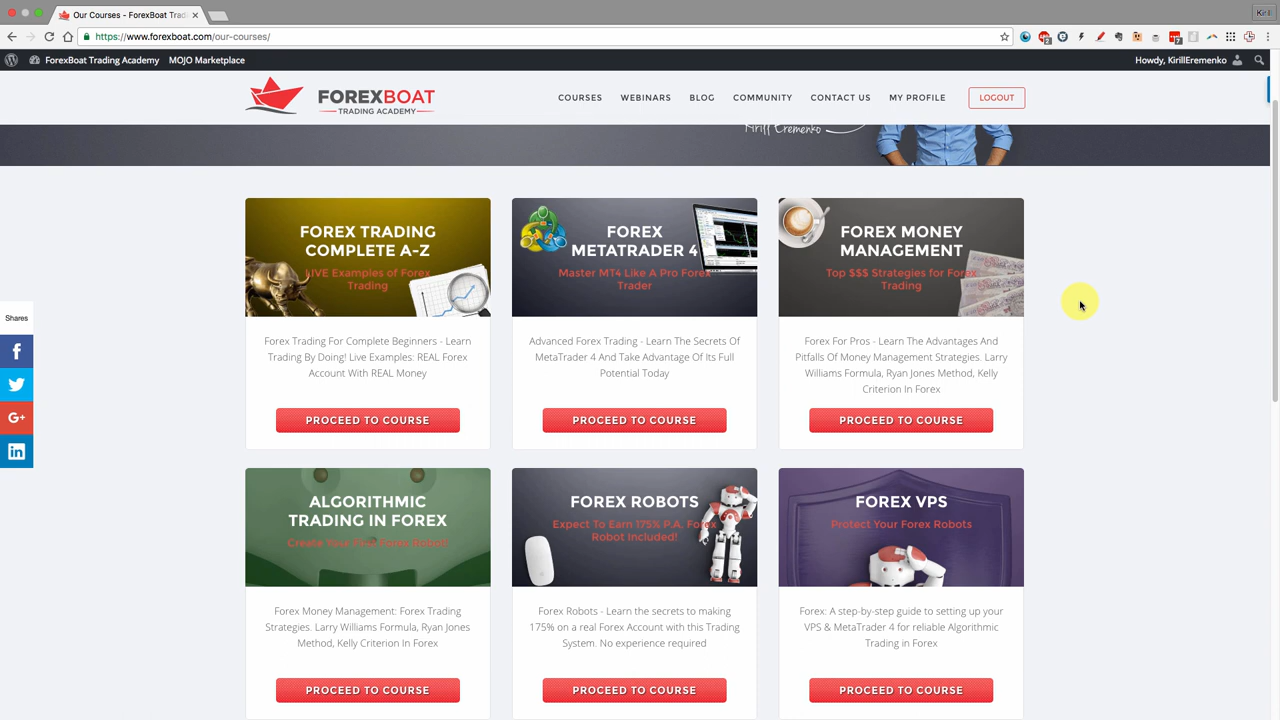 Our Courses - ForexBoat Trad
Kirill
https://www.forexboat.com/our-courses/
ForexBoat Trading Academy
MOJO Marketplace
Howdy, KirillEremenko
FOREXBOAT
TRADING ACADEMY
COURSES
WEBINARS
BLOG
COMMUNITY
CONTACT US
MY PROFILE
LOGOUT
Kirill Eremenko
FOREX TRADING
COMPLETE A-Z
LIVE Examples of Forex
Trading
Forex Trading For Complete Beginners - Learn
Trading By Doing! Live Examples: REAL Forex
Account With REAL Money
PROCEED TO COURSE
FOREX
METATRADER 4
Master MT4 Like A Pro Forex
Trader
Advanced Forex Trading - Learn The Secrets Of
MetaTrader 4 And Take Advantage Of Its Full
Potential Today
PROCEED TO COURSE
FOREX MONEY
MANAGEMENT
Top $$$ Strategies for Forex
Trading
Forex For Pros - Learn The Advantages And
Pitfalls Of Money Management Strategies. Larry
Williams Formula, Ryan Jones Method, Kelly
Criterion In Forex
PROCEED TO COURSE
Shares
ALGORITHMIC
TRADING IN FOREX
Create Your First Forex Robot!
Forex Money Management: Forex Trading
Strategies. Larry Williams Formula, Ryan Jones
Method, Kelly Criterion In Forex
PROCEED TO COURSE
FOREX ROBOTS
Expect To Earn 175% P.A. Forex
Robot Included!
Forex Robots - Learn the secrets to making
175% on a real Forex Account with this Trading
System. No experience required
PROCEED TO COURSE
FOREX VPS
Protect Your Forex Robots
Forex: A step-by-step guide to setting up your
VPS & MetaTrader 4 for reliable Algorithmic
Trading in Forex
PROCEED TO COURSE